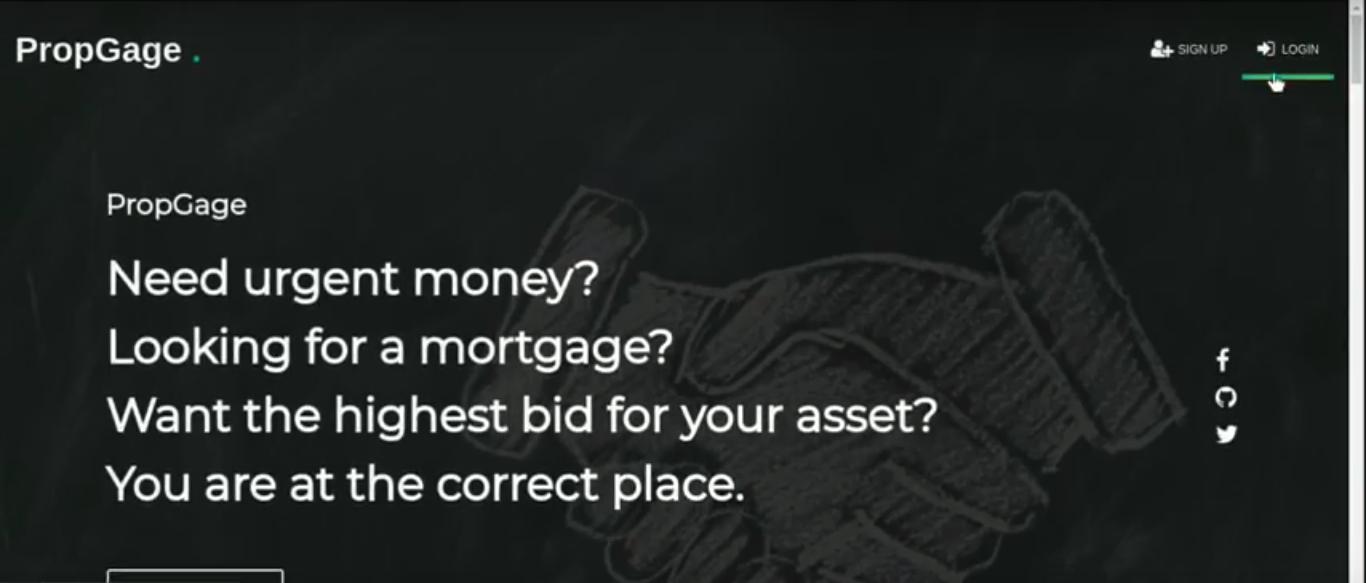 PropGage .
SIGN UP
LOGIN
PropGage
Need urgent money?
Looking for a mortgage?
Want the highest bid for your asset?
You are at the correct place.